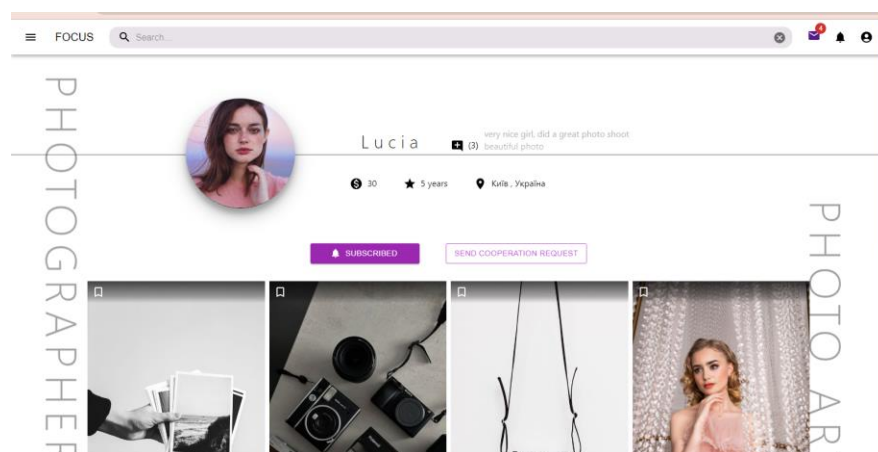 FOCUS
Search...
4
PHOTOGRAPHER
Lucia
(3)
very nice girl, did a great photo shoot
beautiful photo
30
5 years
Київ , Україна
SUBSCRIBED
SEND COOPERATION REQUEST
PHOTO AR